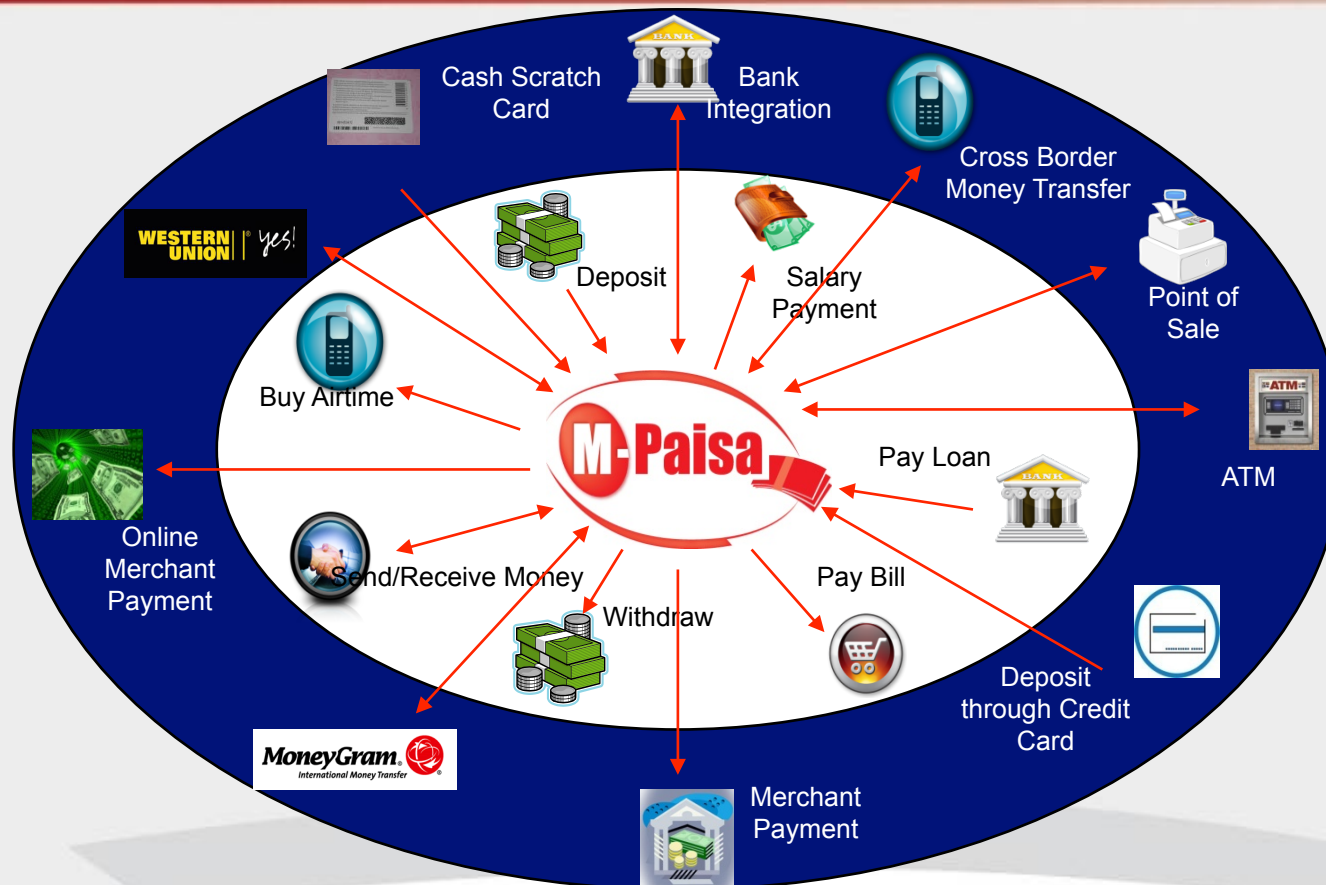 Cash Scratch
Card
BANK
Bank
Integration
Cross Border
Money Transfer
WESTERN
UNION
yes!
Deposit
Salary
Payment
Point of
Sale
Buy Airtime
M-Paisa
ATM
ATM
Pay Loan
BANK
Online
Merchant
Payment
Send/Receive Money
Pay Bill
Withdraw
Deposit
through Credit
Card
MoneyGram.
International Money Transfer
Merchant
Payment